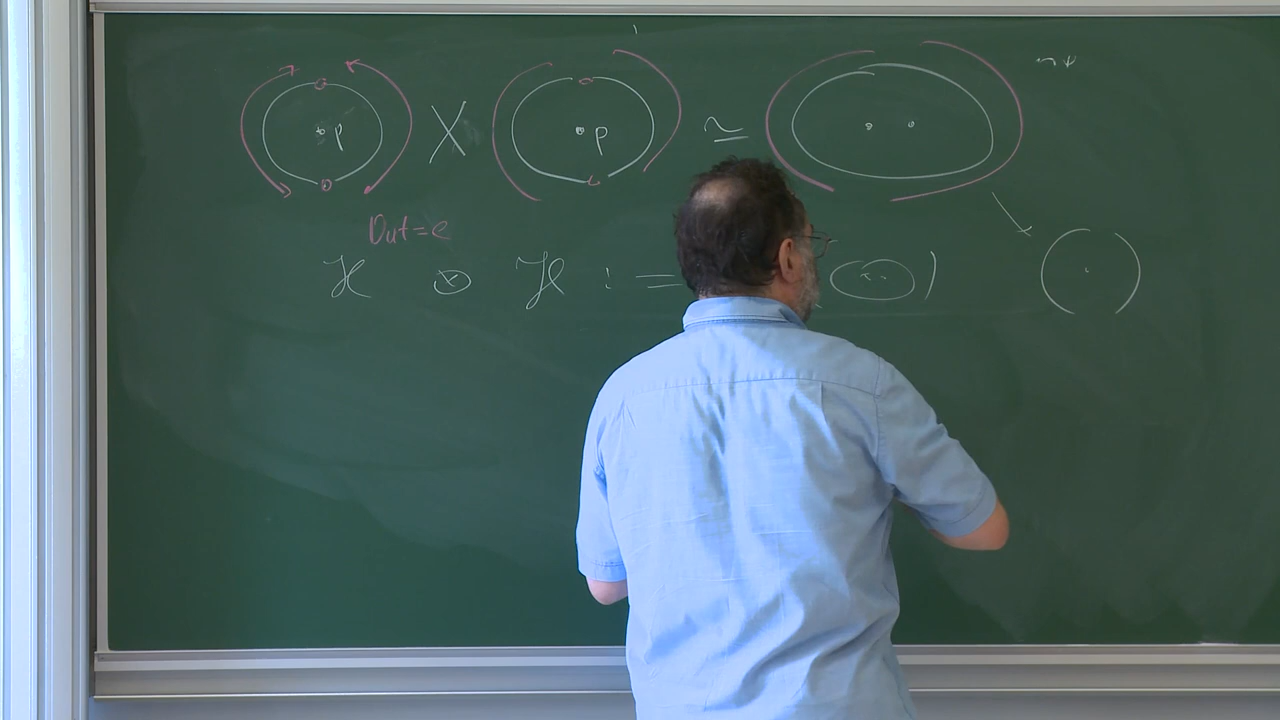 p X p ≃
Out=e
ℋ ⊗ ℋ := )